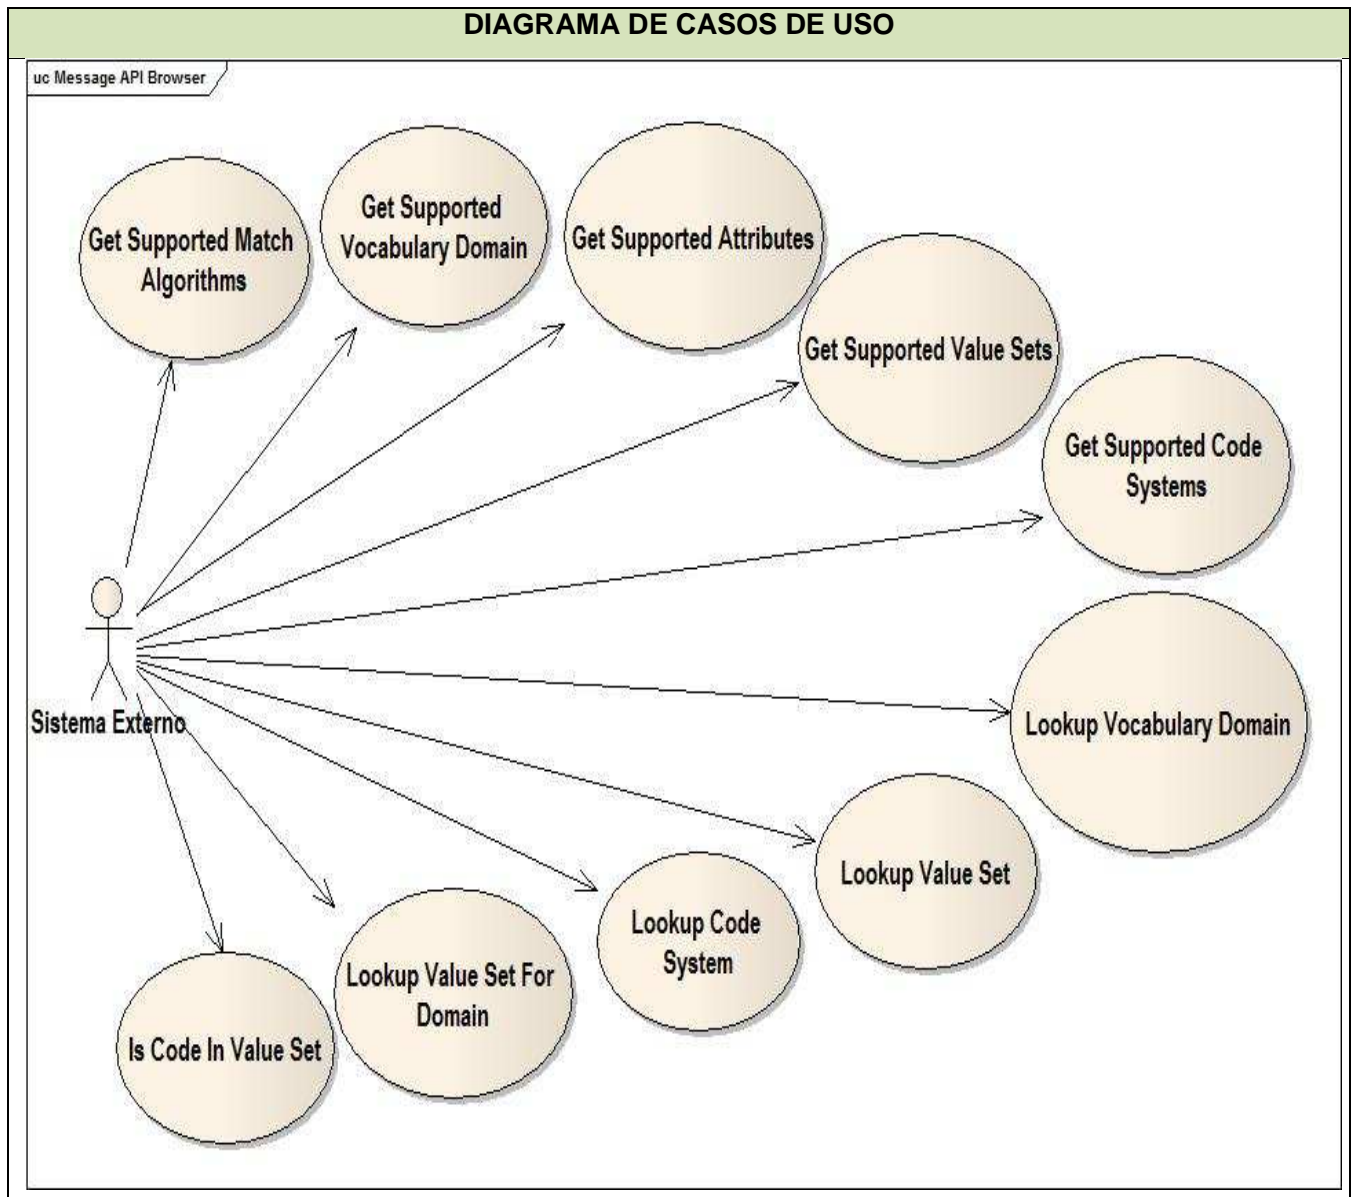 DIAGRAMA DE CASOS DE USO
uc Message API Browser
Get Supported Match
Algorithms
Get Supported
Vocabulary Domain
Get Supported Attributes
Get Supported Value Sets
Get Supported Code
Systems
Sistema Externo
Lookup Vocabulary Domain
Lookup Value Set
Lookup Code
System
Lookup Value Set For
Domain
Is Code In Value Set